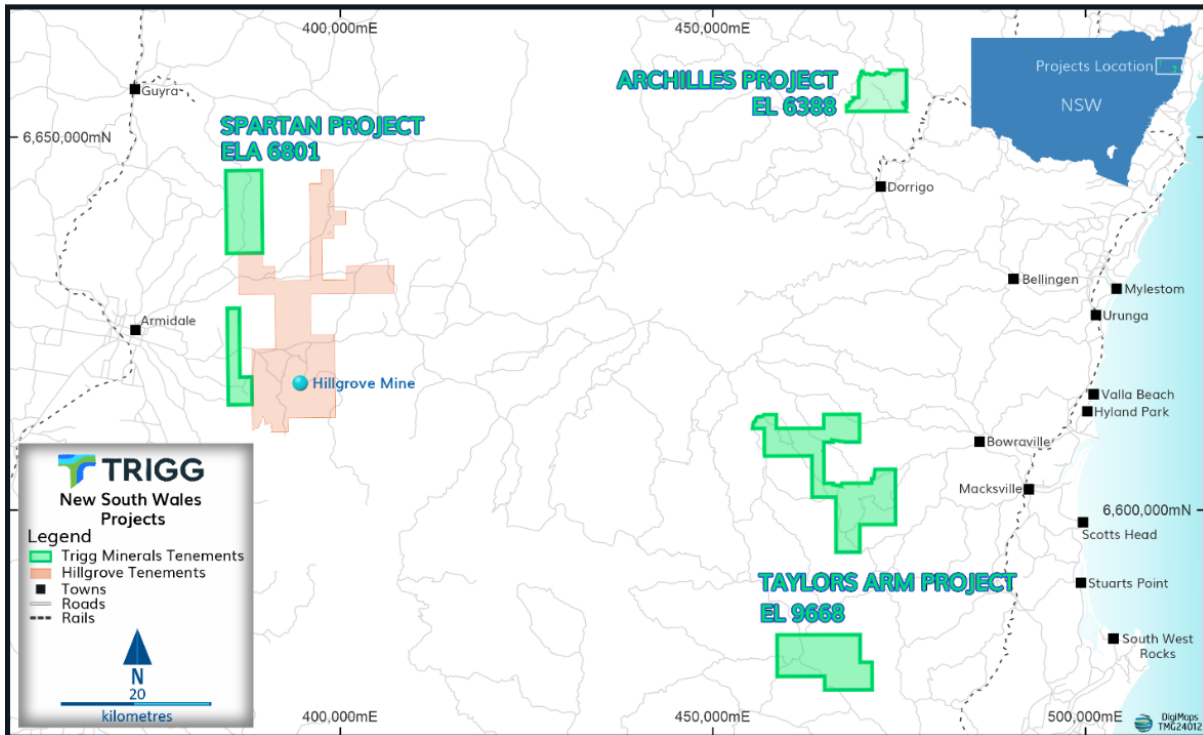 400,000mE
450,000mE
ARCHILLES PROJECT
EL 6388
Projects Location
NSW
Guyra
6,650,000mN
SPARTAN PROJECT
ELA 6801
Dorrigo
Bellingen
Mylestom
Urunga
Armidale
Hillgrove Mine
Valla Beach
Hyland Park
Bowraville
Macksville
6,600,000mN
Scotts Head
TAYLORS ARM PROJECT
EL 9668
Stuarts Point
South West
Rocks
TRIGG
New South Wales
Projects
Legend
Trigg Minerals Tenements
Hillgrove Tenements
Towns
Roads
Rails
N
20
kilometres
400,000mE
450,000mE
500,000mE
DigiMaps
TMG24012